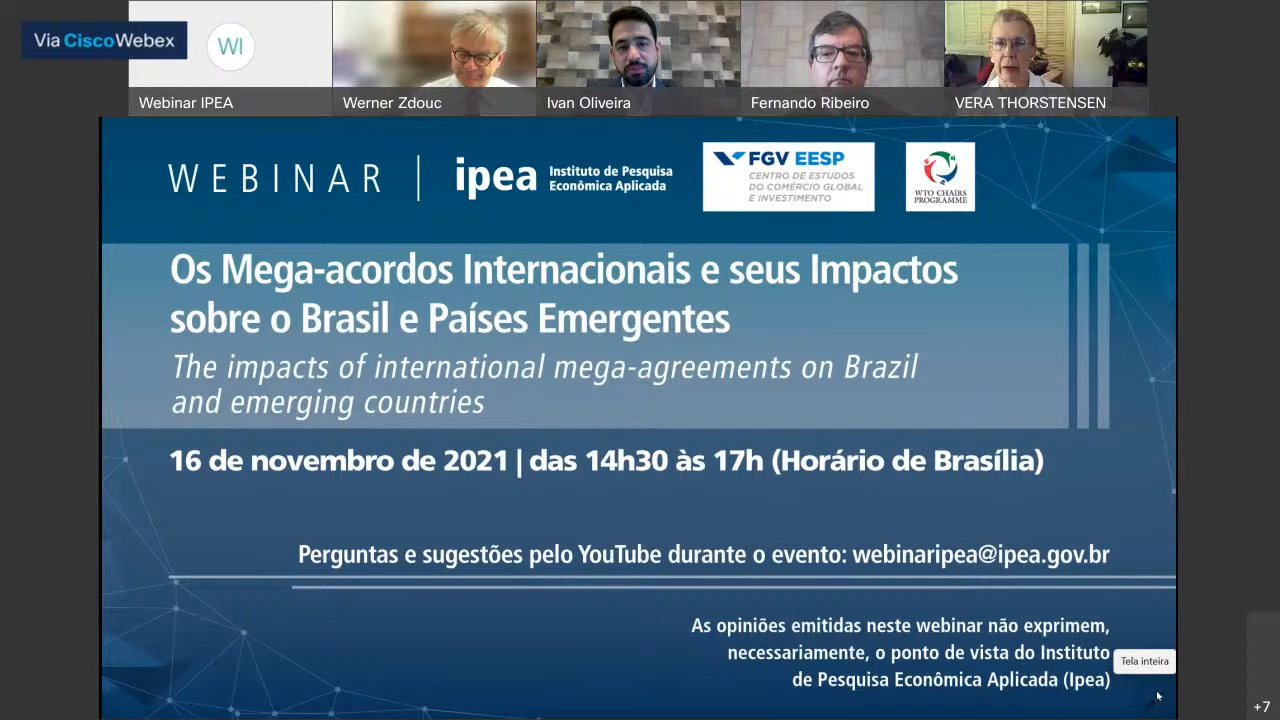 Via CiscoWebex
WI
Webinar IPEA
Werner Zdouc
Ivan Oliveira
Fernando Ribeiro
VERA THORSTENSEN
WEBINAR
ipea
Instituto de Pesquisa
Econômica Aplicada
FGV EESP
CENTRO DE ESTUDOS
DO COMÉRCIO GLOBAL
E INVESTIMENTO
WTO CHAIRS
PROGRAMME
Os Mega-acordos Internacionais e seus Impactos
sobre o Brasil e Países Emergentes
The impacts of international mega-agreements on Brazil
and emerging countries
16 de novembro de 2021 | das 14h30 às 17h (Horário de Brasília)
Perguntas e sugestões pelo YouTube durante o evento: webinaripea@ipea.gov.br
As opiniões emitidas neste webinar não exprimem,
necessariamente, o ponto de vista do Instituto
de Pesquisa Econômica Aplicada (Ipea)
Tela inteira
+7